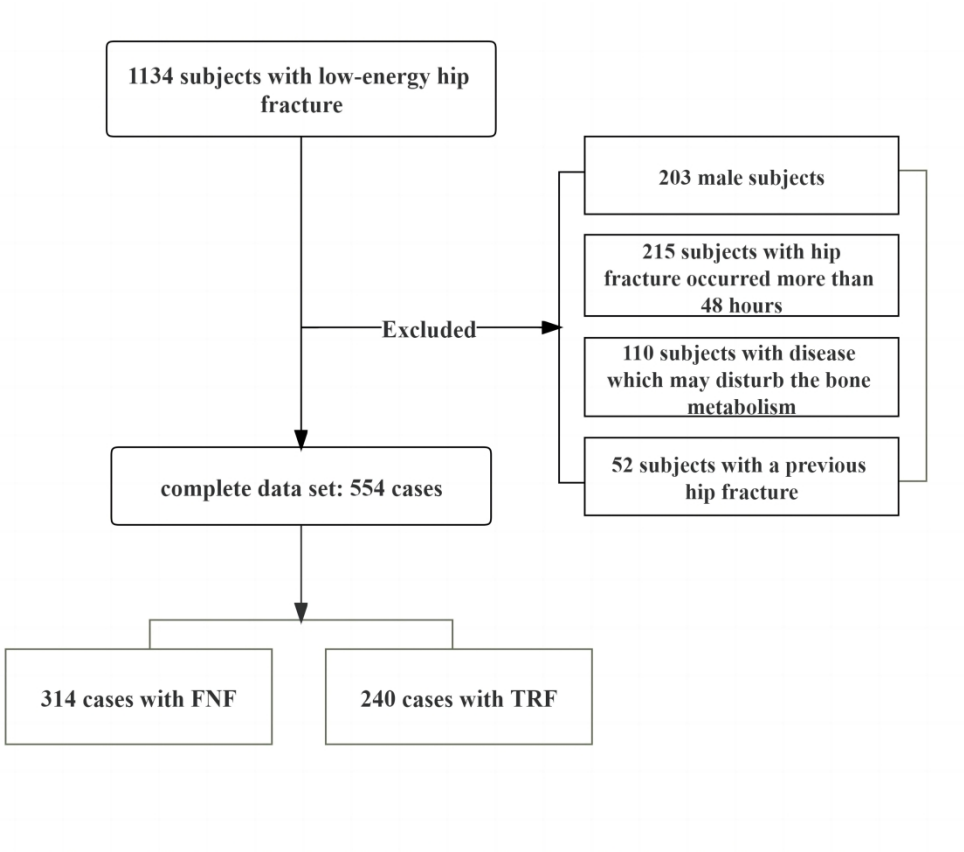 1134 subjects with low-energy hip
fracture
203 male subjects
215 subjects with hip
fracture occurred more than
48 hours
Excluded
110 subjects with disease
which may disturb the bone
metabolism
52 subjects with a previous
hip fracture
complete data set: 554 cases
314 cases with FNF
240 cases with TRF